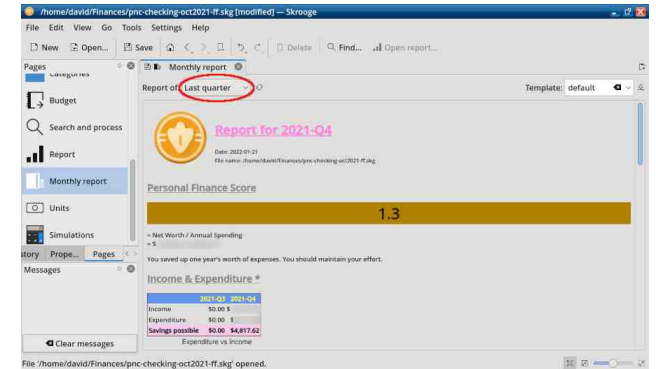 /home/david/Finances/pnc-checking-oct2021-ff.skg [modified] — Skrooge
File Edit View Go Tools Settings Help
New Open... Save Delete Find... Open report...
Pages
Categories
Budget
Search and process
Report
Monthly report
Units
Simulations
tory Prope... Pages
Messages
Clear messages
Monthly report
Report of: Last quarter
Template: default
Report for 2021-Q4
Date: 2022-01-21
File name: /home/david/Finances/pnc-checking-oct2021-ff.skg
Personal Finance Score
1.3
= Net Worth / Annual Spending
= $
You saved up one year's worth of expenses. You should maintain your effort.
Income & Expenditure *
2021-Q3 2021-Q4
Income $0.00 $
Expenditure $0.00 $
Savings possible $0.00 $4,817.62
Expenditure vs Income
File '/home/david/Finances/pnc-checking-oct2021-ff.skg' opened.